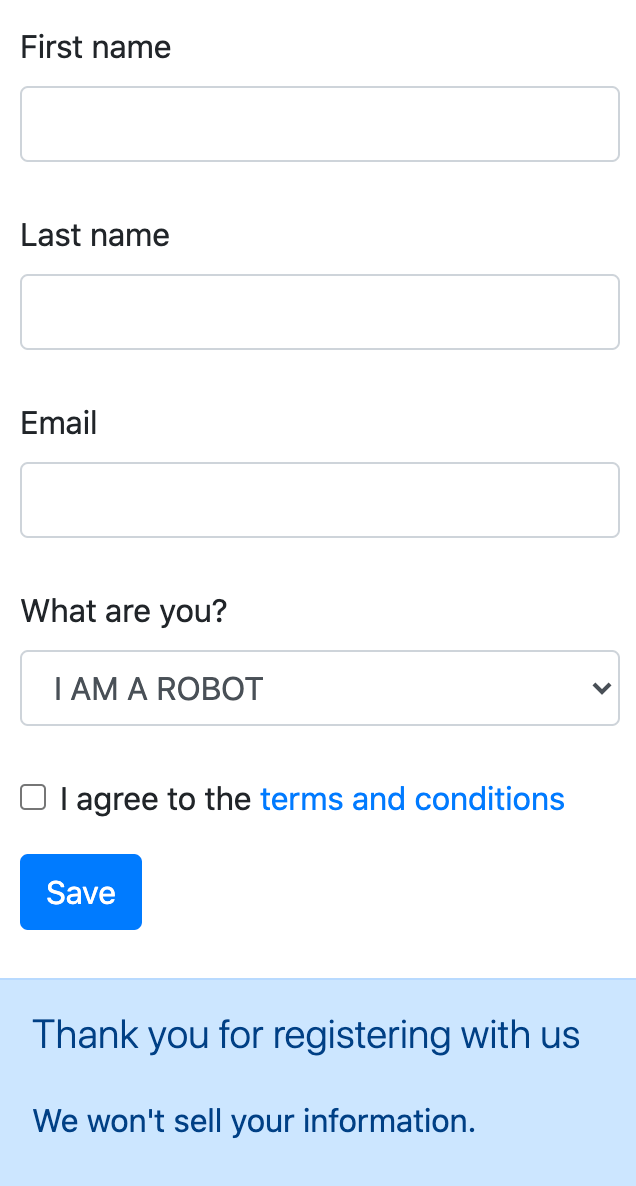 First name
Last name
Email
What are you?
I AM A ROBOT
I agree to the terms and conditions
Save
Thank you for registering with us
We won't sell your information.